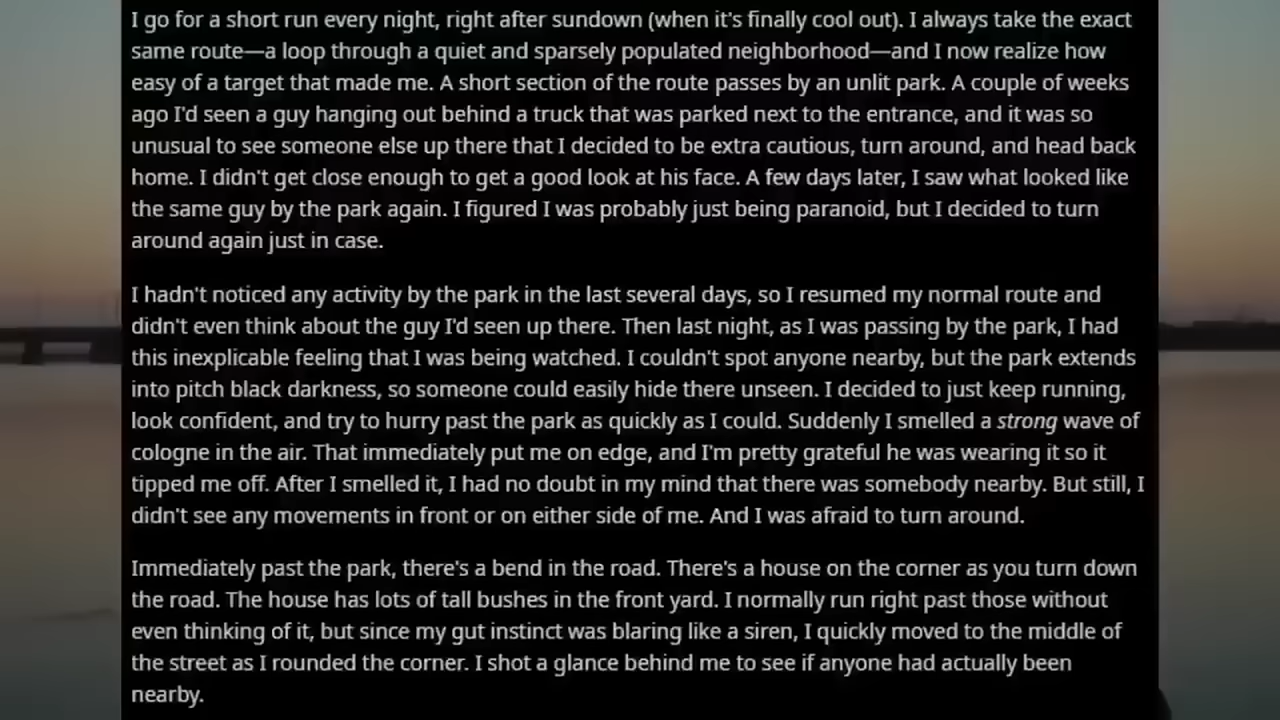 I go for a short run every night, right after sundown (when it's finally cool out). I always take the exact
same route—a loop through a quiet and sparsely populated neighborhood—and I now realize how
easy of a target that made me. A short section of the route passes by an unlit park. A couple of weeks
ago I'd seen a guy hanging out behind a truck that was parked next to the entrance, and it was so
unusual to see someone else up there that I decided to be extra cautious, turn around, and head back
home. I didn't get close enough to get a good look at his face. A few days later, I saw what looked like
the same guy by the park again. I figured I was probably just being paranoid, but I decided to turn
around again just in case.
I hadn't noticed any activity by the park in the last several days, so I resumed my normal route and
didn't even think about the guy I'd seen up there. Then last night, as I was passing by the park, I had
this inexplicable feeling that I was being watched. I couldn't spot anyone nearby, but the park extends
into pitch black darkness, so someone could easily hide there unseen. I decided to just keep running,
look confident, and try to hurry past the park as quickly as I could. Suddenly I smelled a strong wave of
cologne in the air. That immediately put me on edge, and I'm pretty grateful he was wearing it so it
tipped me off. After I smelled it, I had no doubt in my mind that there was somebody nearby. But still, I
didn't see any movements in front or on either side of me. And I was afraid to turn around.
Immediately past the park, there's a bend in the road. There's a house on the corner as you turn down
the road. The house has lots of tall bushes in the front yard. I normally run right past those without
even thinking of it, but since my gut instinct was blaring like a siren, I quickly moved to the middle of
the street as I rounded the corner. I shot a glance behind me to see if anyone had actually been
nearby.